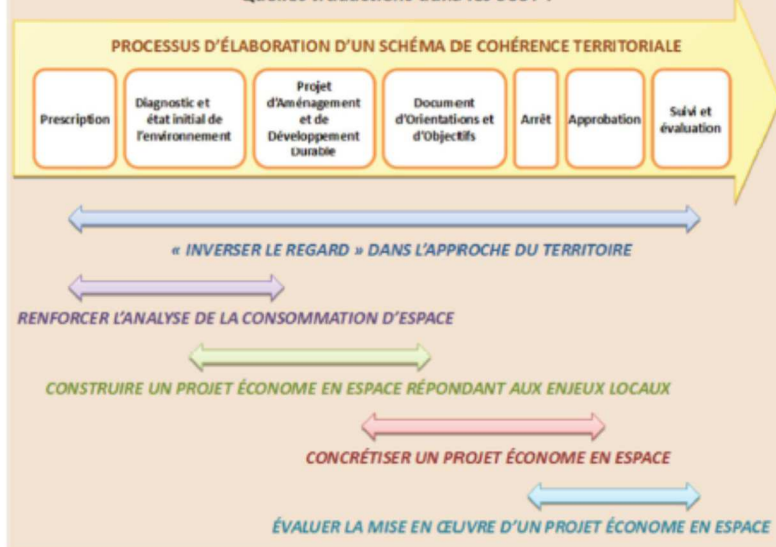 PROCESSUS D'ÉLABORATION D'UN SCHÉMA DE COHÉRENCE TERRITORIALE
Prescription
Diagnostic et
état initial de
l'environnement
Projet
d'Aménagement
et de
Développement
Durable
Document
d'Orientations et
d'Objectifs
Arrêt
Approbation
Suivi et
évaluation
« INVERSER LE REGARD » DANS L'APPROCHE DU TERRITOIRE
RENFORCER L'ANALYSE DE LA CONSOMMATION D'ESPACE
CONSTRUIRE UN PROJET ÉCONOME EN ESPACE RÉPONDANT AUX ENJEUX LOCAUX
CONCRÉTISER UN PROJET ÉCONOME EN ESPACE
ÉVALUER LA MISE EN ŒUVRE D'UN PROJET ÉCONOME EN ESPACE